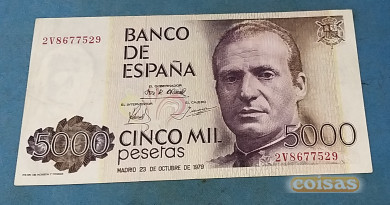 2V8677529
BANCO
DE
ESPAÑA
EL GOBERNADOR
EL INTERVENTOR
EL CAJERO
5000
CINCO MIL
pesetas
5000
2V8677529
MADRID 23 DE OCTUBRE DE 1979
coisas